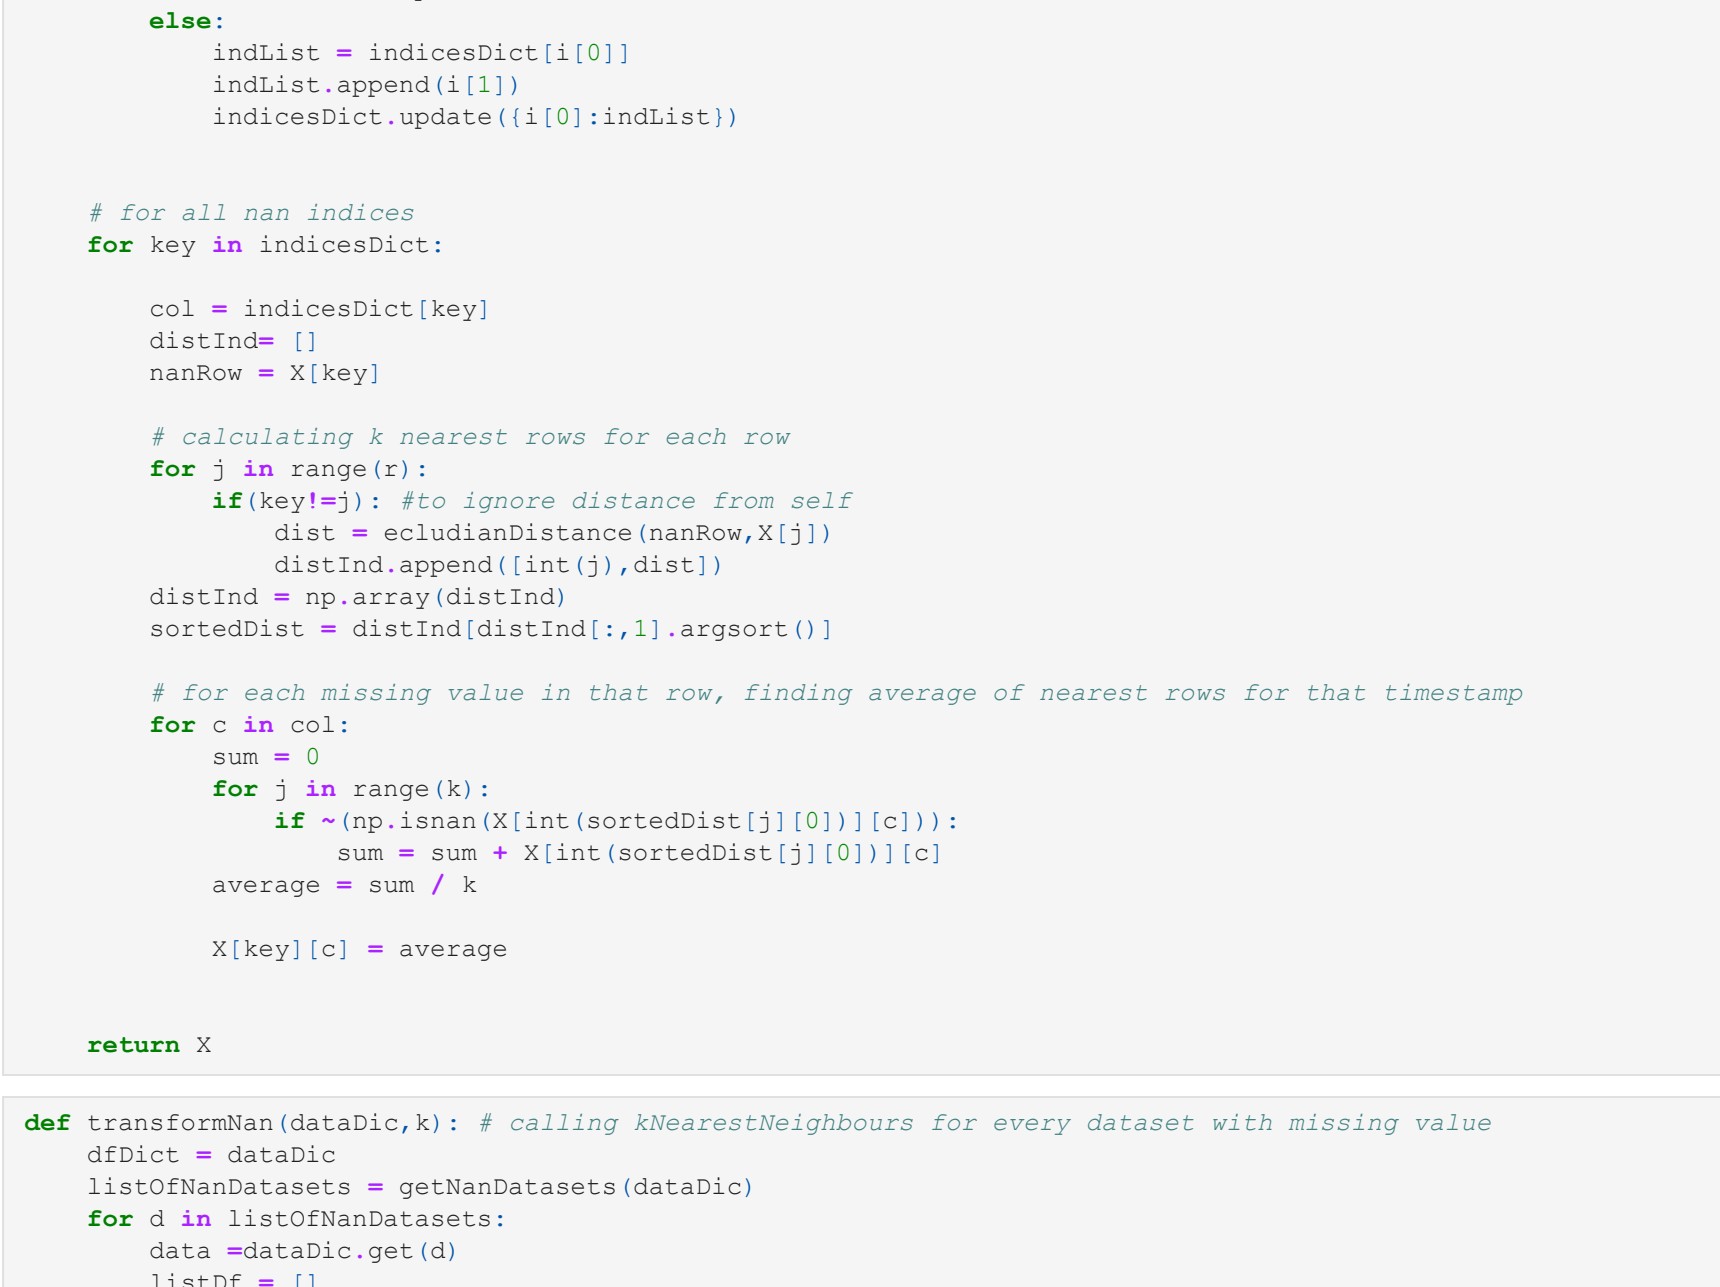 else:
indList = indicesDict[i[0]]
indList.append(i[1])
indicesDict.update({i[0]:indList})
# for all nan indices
for key in indicesDict:
col = indicesDict[key]
distInd= []
nanRow = X[key]
# calculating k nearest rows for each row
for j in range(r):
if(key!=j): #to ignore distance from self
dist = ecludianDistance(nanRow,X[j])
distInd.append([int(j),dist])
distInd = np.array(distInd)
sortedDist = distInd[distInd[:,1].argsort()]
# for each missing value in that row, finding average of nearest rows for that timestamp
for c in col:
sum = 0
for j in range(k):
if ~(np.isnan(X[int(sortedDist[j][0])][c])):
sum = sum + X[int(sortedDist[j][0])][c]
average = sum / k
X[key][c] = average
return X
def transformNan(dataDic,k): # calling kNearestNeighbours for every dataset with missing value
dfDict = dataDic
listOfNanDatasets = getNanDatasets(dataDic)
for d in listOfNanDatasets:
data =dataDic.get(d)
listDf = []